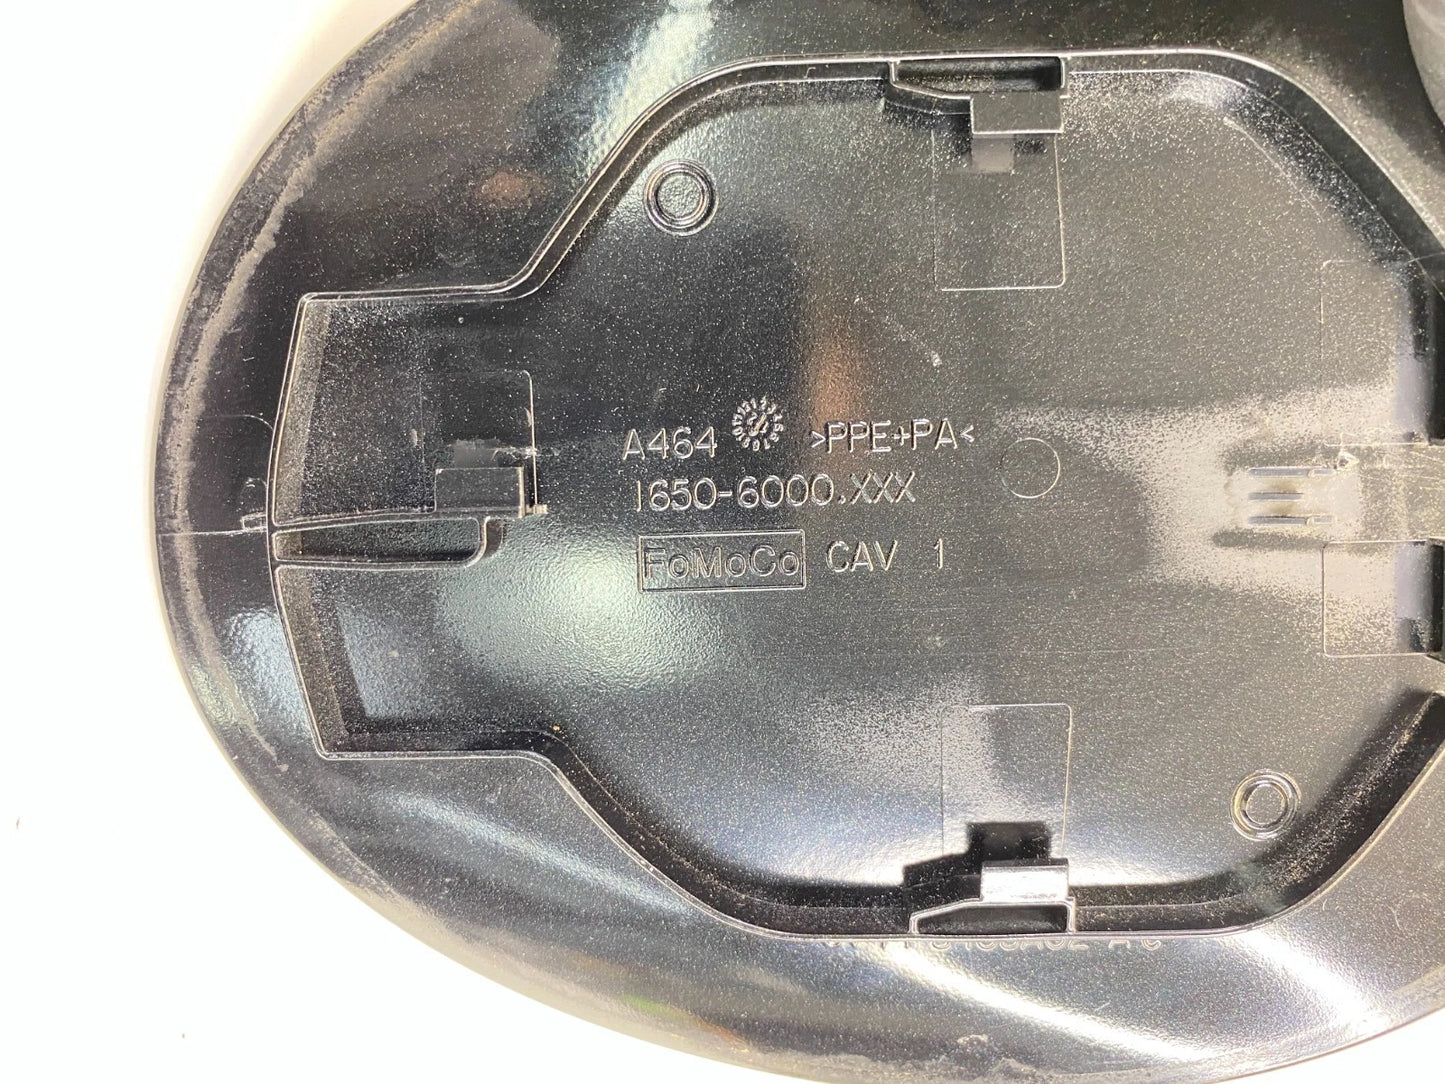 A464 >PPE+PA<
1650-6000.XXX
FoMoCo CAV 1